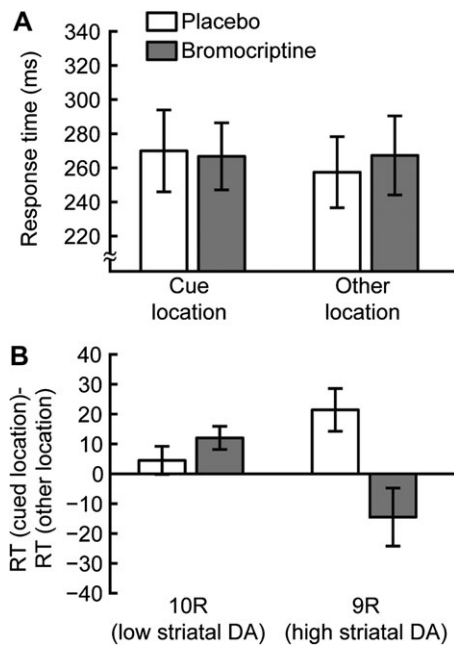 A
Placebo
Bromocriptine
Response time (ms)
340
320
300
280
260
240
220
Cue
location
Other
location
B
RT (cued location)-
RT (other location)
40
30
20
10
0
−10
−20
−30
−40
10R
(low striatal DA)
9R
(high striatal DA)